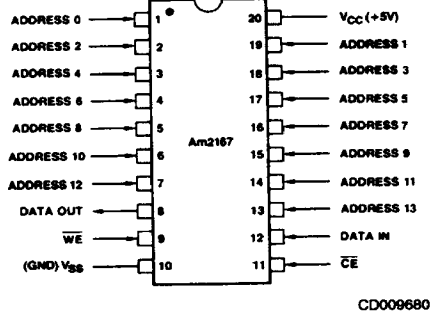 ADDRESS 0 1 20 VCC (+5V)
ADDRESS 2 2 19 ADDRESS 1
ADDRESS 4 3 18 ADDRESS 3
ADDRESS 6 4 17 ADDRESS 5
ADDRESS 8 5 16 ADDRESS 7
Am2167
ADDRESS 10 6 15 ADDRESS 9
ADDRESS 12 7 14 ADDRESS 11
DATA OUT 8 13 ADDRESS 13
W̅E̅ 9 12 DATA IN
(GND) VSS 10 11 C̅E̅
CD009680